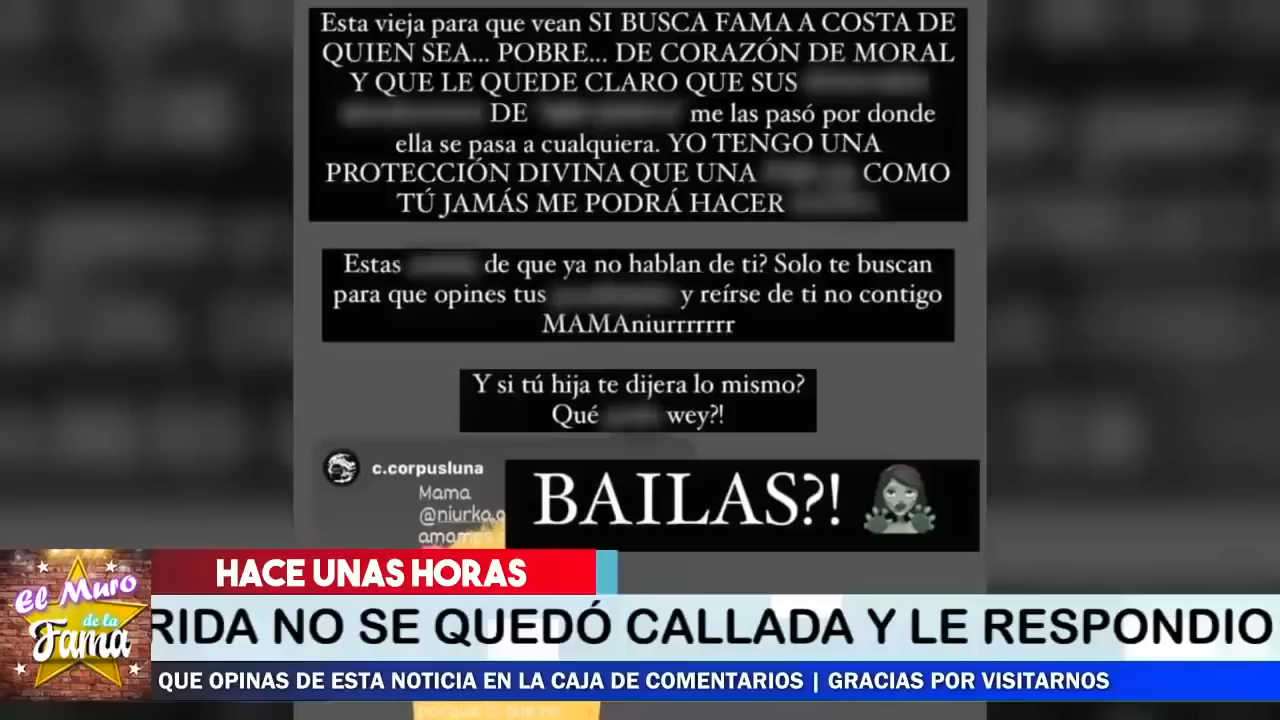 Esta vieja para que vean SI BUSCA FAMA A COSTA DE
QUIEN SEA... POBRE... DE CORAZÓN DE MORAL
Y QUE LE QUEDE CLARO QUE SUS
DE me las pasó por donde
ella se pasa a cualquiera. YO TENGO UNA
PROTECCIÓN DIVINA QUE UNA COMO
TÚ JAMÁS ME PODRÁ HACER
Estas de que ya no hablan de ti? Solo te buscan
para que opines tus y reírse de ti no contigo
MAMAniurrrrrrr
Y si tú hija te dijera lo mismo?
Qué wey?!
c.corpusluna
Mama
@niurka.g
amamos
BAILAS?!
HACE UNAS HORAS
El Muro
de la
Fama
RIDA NO SE QUEDÓ CALLADA Y LE RESPONDIO
QUE OPINAS DE ESTA NOTICIA EN LA CAJA DE COMENTARIOS | GRACIAS POR VISITARNOS